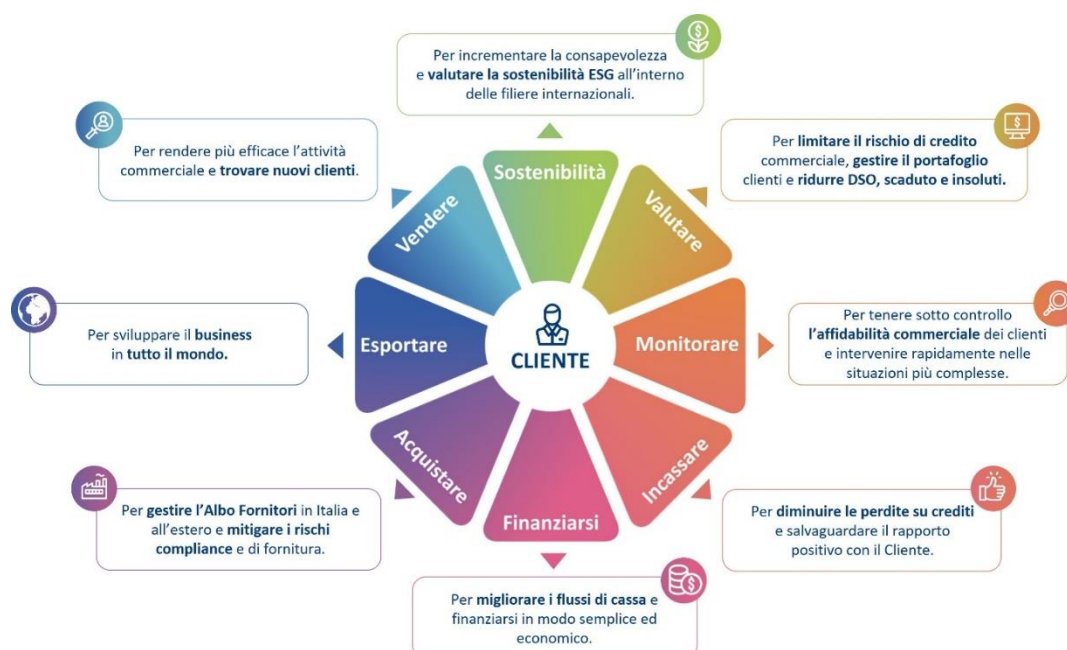 Per incrementare la consapevolezza
e valutare la sostenibilità ESG all'interno
delle filiere internazionali.
Per rendere più efficace l'attività
commerciale e trovare nuovi clienti.
Per limitare il rischio di credito
commerciale, gestire il portafoglio
clienti e ridurre DSO, scaduto e insoluti.
Sostenibilità
Vendere
Valutare
Per sviluppare il business
in tutto il mondo.
Esportare
CLIENTE
Monitorare
Per tenere sotto controllo
l'affidabilità commerciale dei clienti
e intervenire rapidamente nelle
situazioni più complesse.
Acquistare
Finanziarsi
Incassare
Per gestire l'Albo Fornitori in Italia e
all'estero e mitigare i rischi
compliance e di fornitura.
Per diminuire le perdite su crediti
e salvaguardare il rapporto
positivo con il Cliente.
Per migliorare i flussi di cassa e
finanziarsi in modo semplice ed
economico.